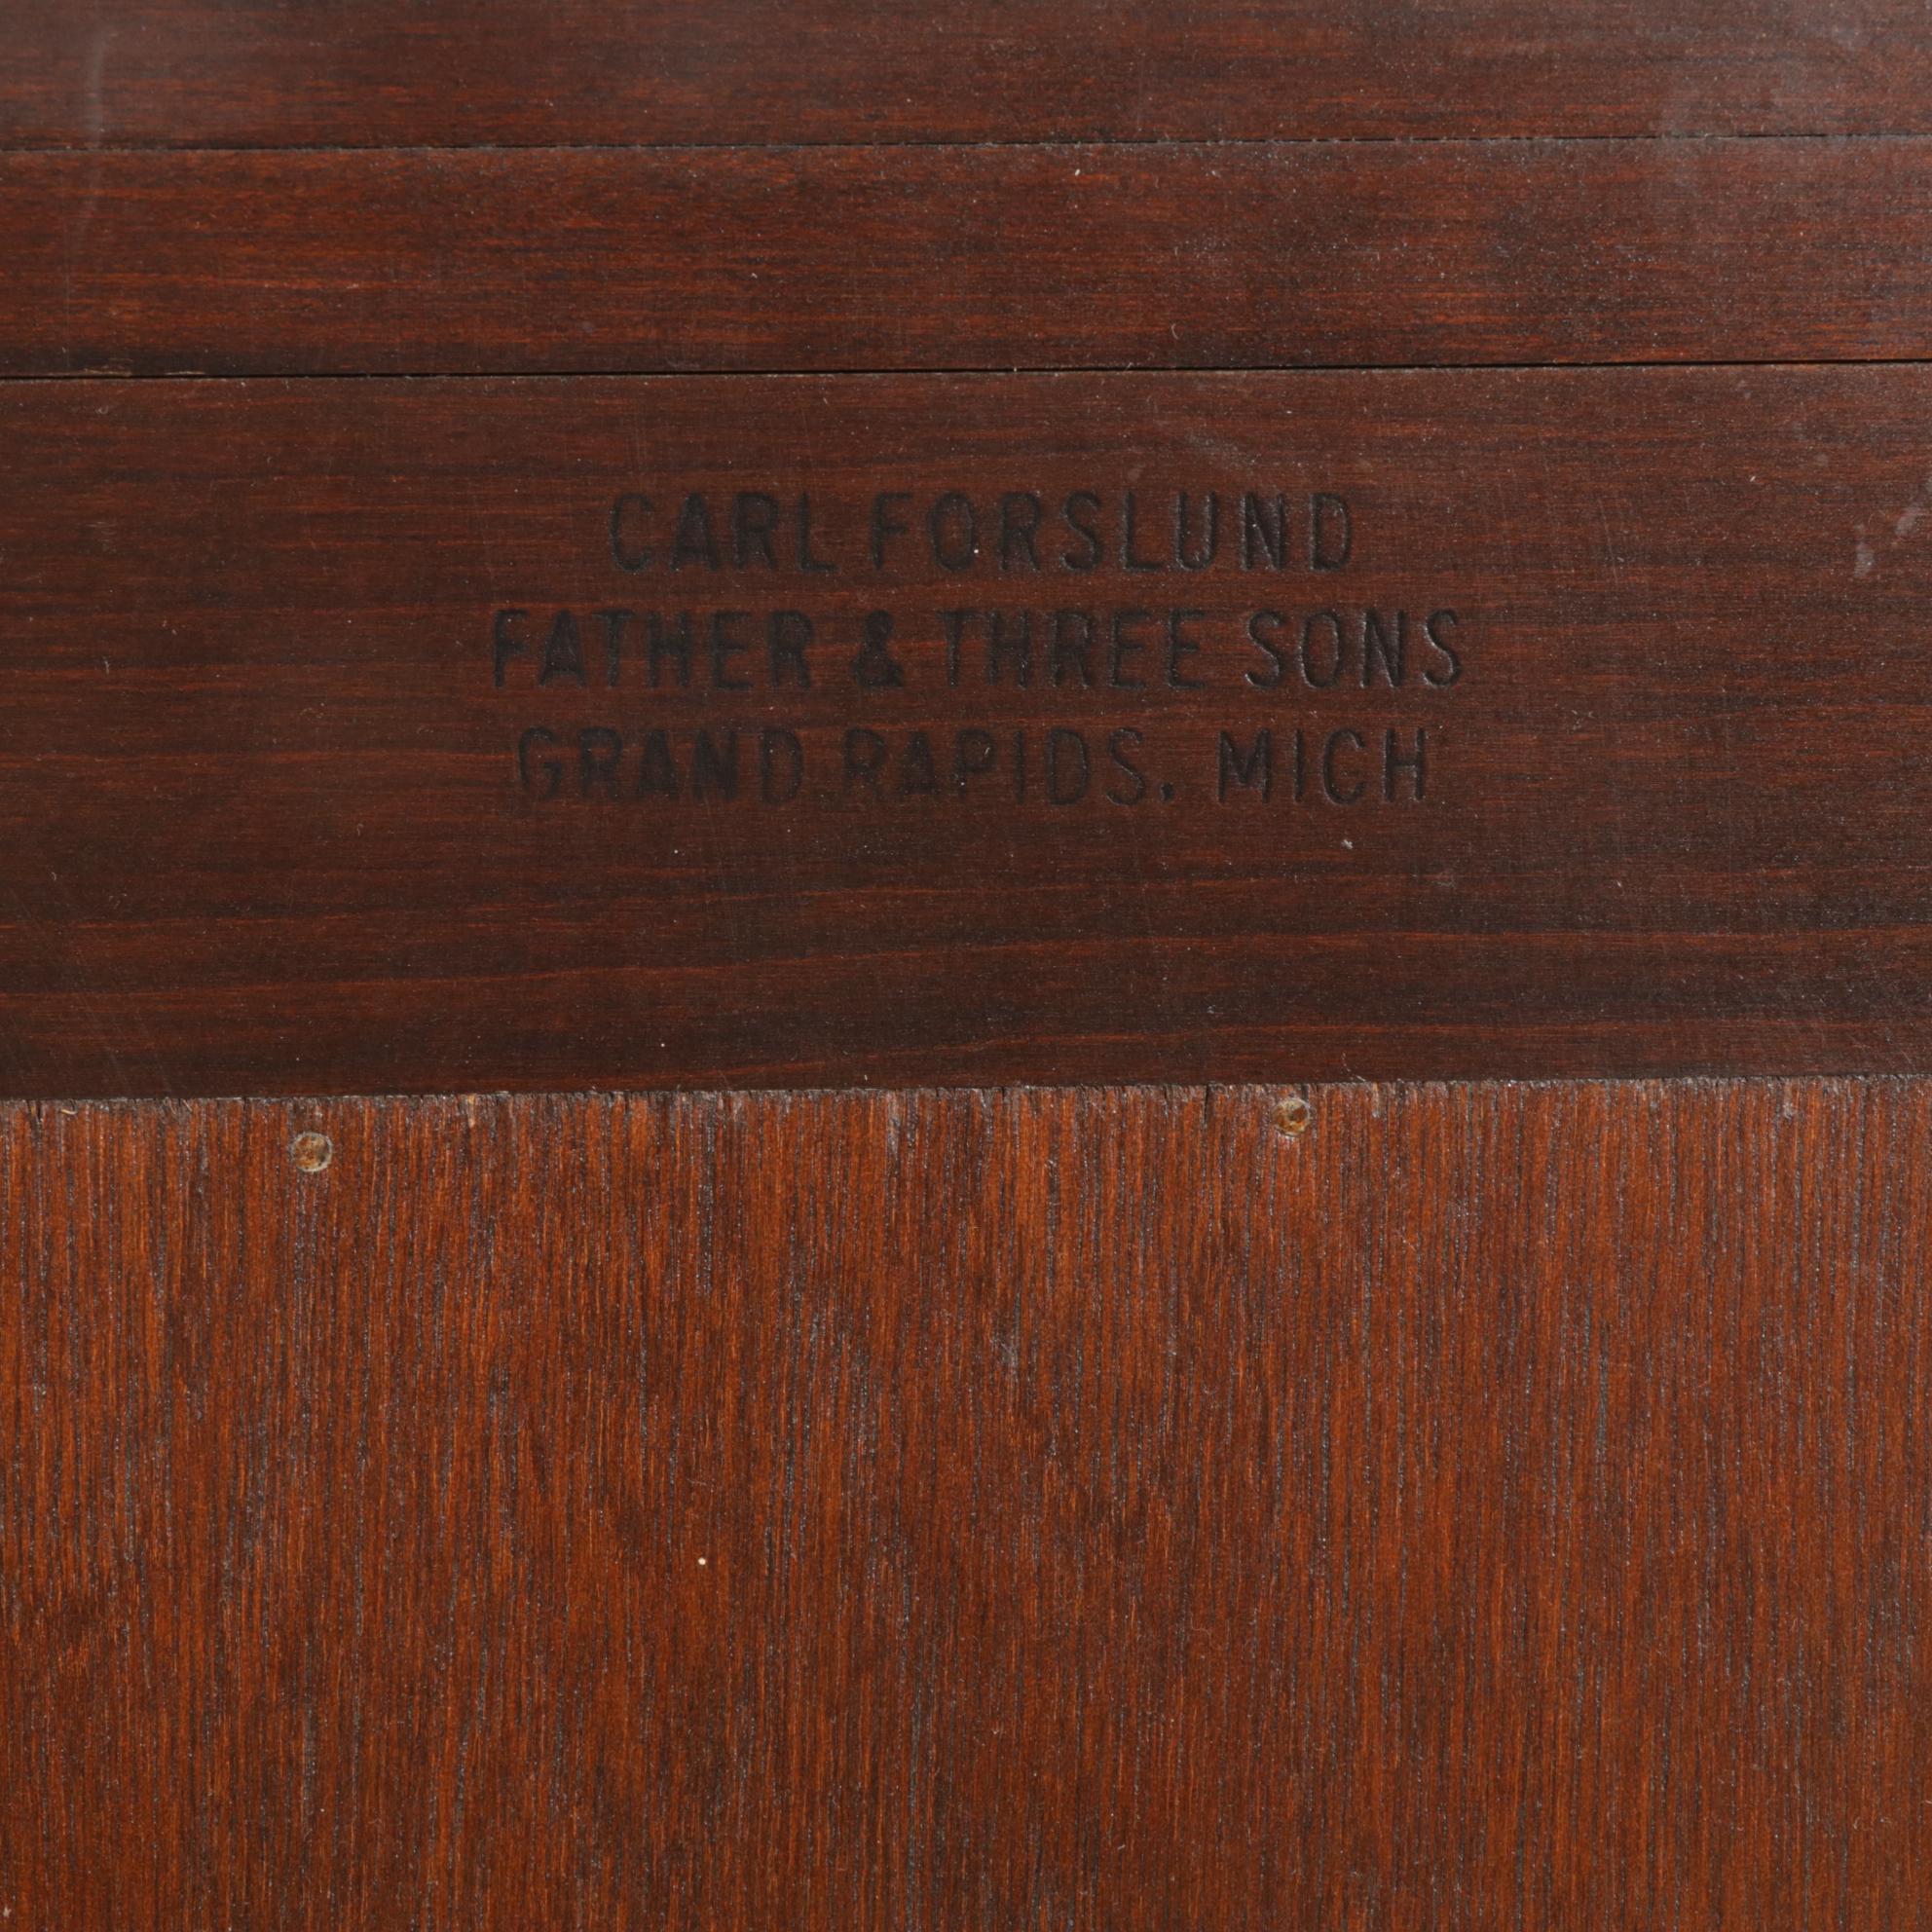 CARL FORSLUND
FATHER & THREE SONS
GRAND RAPIDS, MICH